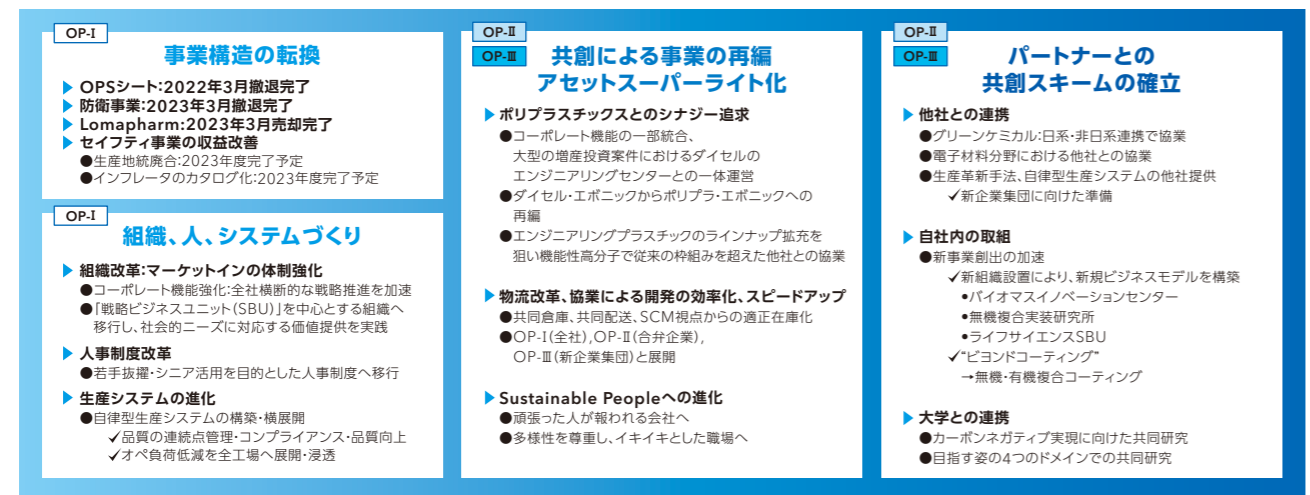 OP-Ⅰ
事業構造の転換
▶ OPSシート:2022年3月撤退完了
▶ 防衛事業:2023年3月撤退完了
▶ Lomapharm:2023年3月売却完了
▶ セイフティ事業の収益改善
●生産地統廃合:2023年度完了予定
●インフレータのカタログ化:2023年度完了予定
OP-Ⅰ
組織、人、システムづくり
▶ 組織改革:マーケットインの体制強化
●コーポレート機能強化:全社横断的な戦略推進を加速
●「戦略ビジネスユニット(SBU)」を中心とする組織へ
移行し、社会的ニーズに対応する価値提供を実践
▶ 人事制度改革
●若手抜擢・シニア活用を目的とした人事制度へ移行
▶ 生産システムの進化
●自律型生産システムの構築・横展開
✓品質の連続点管理・コンプライアンス・品質向上
✓オペ負荷低減を全工場へ展開・浸透
OP-Ⅱ
OP-Ⅲ
共創による事業の再編
アセットスーパーライト化
▶ ポリプラスチックスとのシナジー追求
●コーポレート機能の一部統合、
大型の増産投資案件におけるダイセルの
エンジニアリングセンターとの一体運営
●ダイセル・エボニックからポリプラ・エボニックへの
再編
●エンジニアリングプラスチックのラインナップ拡充を
狙い機能性高分子で従来の枠組みを超えた他社との協業
▶ 物流改革、協業による開発の効率化、スピードアップ
●共同倉庫、共同配送、SCM視点からの適正在庫化
●OP-Ⅰ(全社),OP-Ⅱ(合弁企業),
OP-Ⅲ(新企業集団)と展開
▶ Sustainable Peopleへの進化
●頑張った人が報われる会社へ
●多様性を尊重し、イキイキとした職場へ
OP-Ⅱ
OP-Ⅲ
パートナーとの
共創スキームの確立
▶ 他社との連携
●グリーンケミカル:日系・非日系連携で協業
●電子材料分野における他社との協業
●生産革新手法、自律型生産システムの他社提供
✓新企業集団に向けた準備
▶ 自社内の取組
●新事業創出の加速
✓新組織設置により、新規ビジネスモデルを構築
•バイオマスイノベーションセンター
•無機複合実装研究所
•ライフサイエンスSBU
✓“ビヨンドコーティング”
→無機・有機複合コーティング
▶ 大学との連携
●カーボンネガティブ実現に向けた共同研究
●目指す姿の4つのドメインでの共同研究